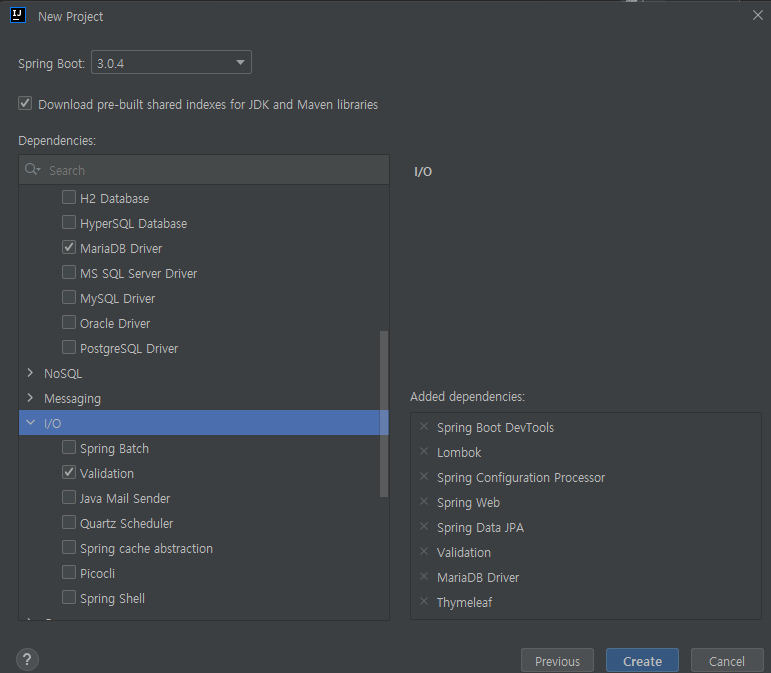 IJ New Project
Spring Boot: 3.0.4
Download pre-built shared indexes for JDK and Maven libraries
Dependencies:
Search
H2 Database
HyperSQL Database
MariaDB Driver
MS SQL Server Driver
MySQL Driver
Oracle Driver
PostgreSQL Driver
NoSQL
Messaging
I/O
Spring Batch
Validation
Java Mail Sender
Quartz Scheduler
Spring cache abstraction
Picocli
Spring Shell
I/O
Added dependencies:
Spring Boot DevTools
Lombok
Spring Configuration Processor
Spring Web
Spring Data JPA
Validation
MariaDB Driver
Thymeleaf
? Previous Create Cancel